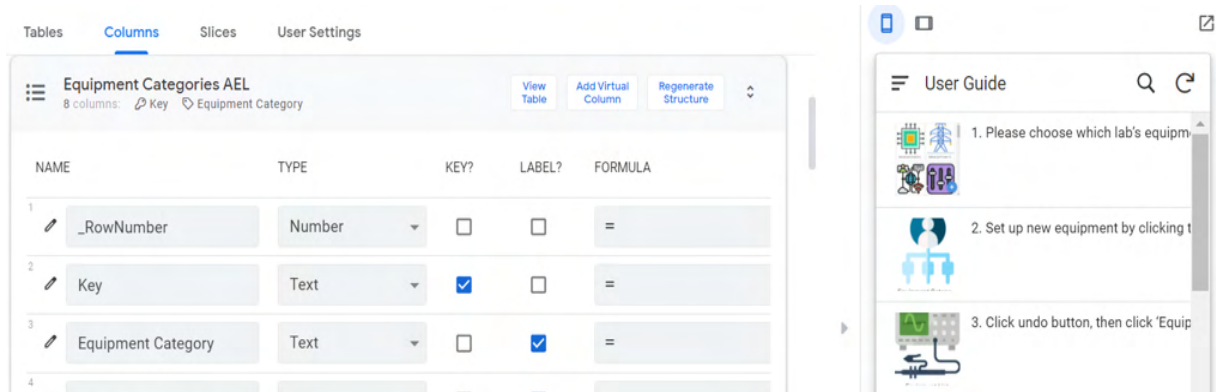 Tables Columns Slices User Settings
Equipment Categories AEL
8 columns: Key Equipment Category
View Table
Add Virtual Column
Regenerate Structure
NAME TYPE KEY? LABEL? FORMULA
1
_RowNumber Number =
2
Key Text =
3
Equipment Category Text =
4
User Guide
1. Please choose which lab's equipm
2. Set up new equipment by clicking t
3. Click undo button, then click 'Equip